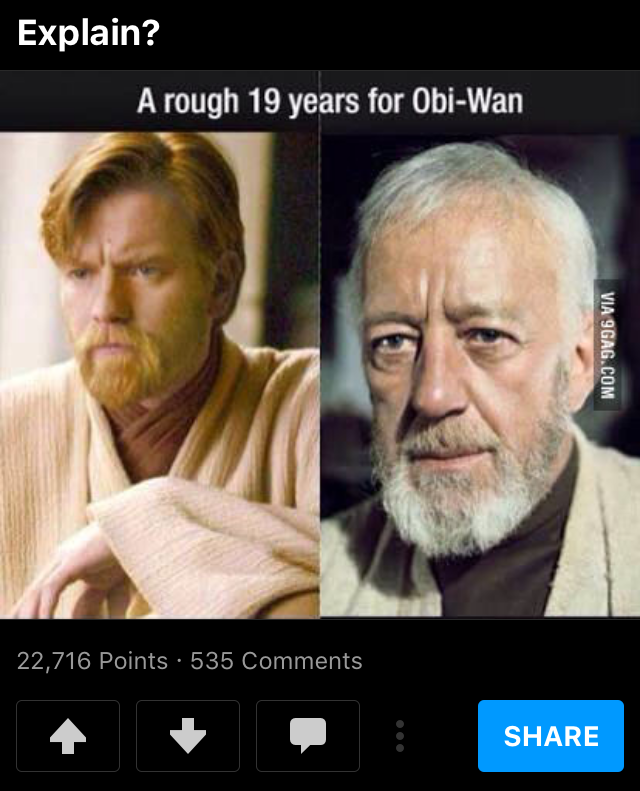 Explain?
A rough 19 years for Obi-Wan
VIA 9GAG.COM
22,716 Points · 535 Comments
SHARE